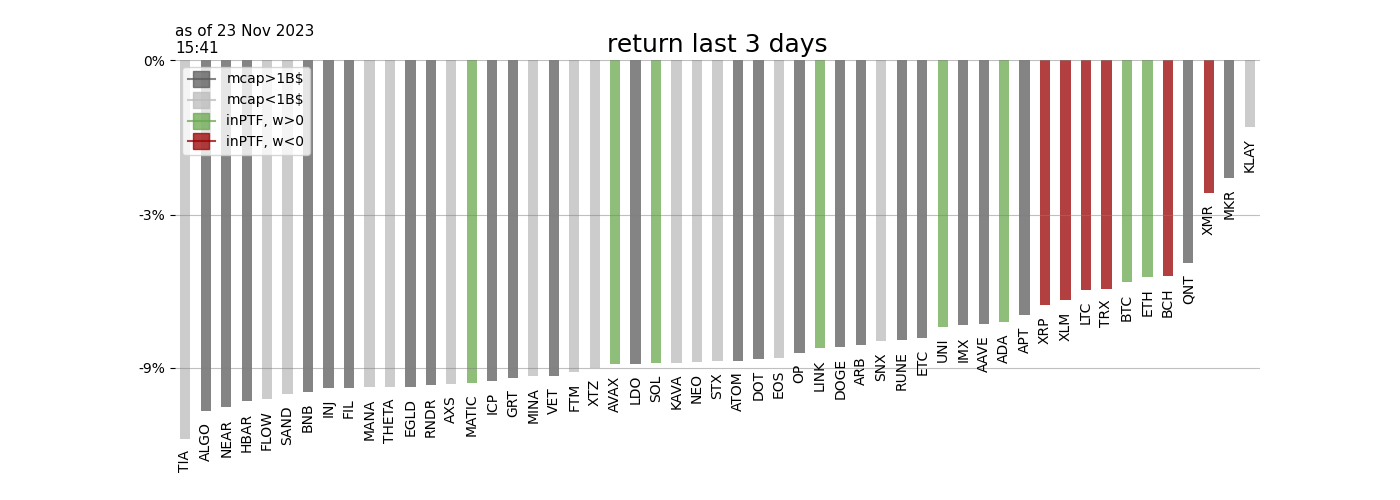 as of 23 Nov 2023
15:41
return last 3 days
0%
-3%
-9%
mcap>1B$
mcap<1B$
inPTF, w>0
inPTF, w<0
TIA
ALGO
NEAR
HBAR
FLOW
SAND
BNB
INJ
FIL
MANA
THETA
EGLD
RNDR
AXS
MATIC
ICP
GRT
MINA
VET
FTM
XTZ
AVAX
LDO
SOL
KAVA
NEO
STX
ATOM
DOT
EOS
OP
LINK
DOGE
ARB
SNX
RUNE
ETC
UNI
IMX
AAVE
ADA
APT
XRP
XLM
LTC
TRX
BTC
ETH
BCH
QNT
XMR
MKR
KLAY